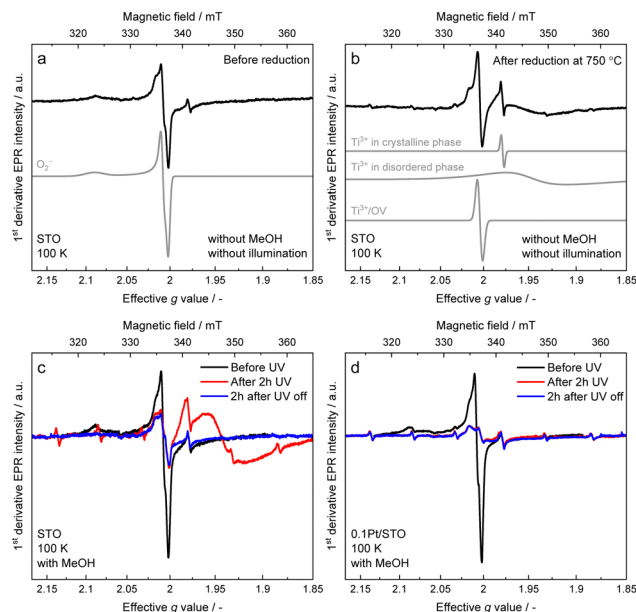 Magnetic field / mT
320 330 340 350 360
a
Before reduction
O₂⁻
STO
100 K
without MeOH
without illumination
1st derivative EPR intensity / a.u.
2.15 2.1 2.05 2 1.95 1.9 1.85
Effective g value / -
Magnetic field / mT
320 330 340 350 360
b
After reduction at 750 °C
Ti³⁺ in crystalline phase
Ti³⁺ in disordered phase
Ti³⁺/OV
STO
100 K
without MeOH
without illumination
1st derivative EPR intensity / a.u.
2.15 2.1 2.05 2 1.95 1.9 1.85
Effective g value / -
Magnetic field / mT
320 330 340 350 360
c
Before UV
After 2h UV
2h after UV off
STO
100 K
with MeOH
1st derivative EPR intensity / a.u.
2.15 2.1 2.05 2 1.95 1.9 1.85
Effective g value / -
Magnetic field / mT
320 330 340 350 360
d
Before UV
After 2h UV
2h after UV off
0.1Pt/STO
100 K
with MeOH
1st derivative EPR intensity / a.u.
2.15 2.1 2.05 2 1.95 1.9 1.85
Effective g value / -